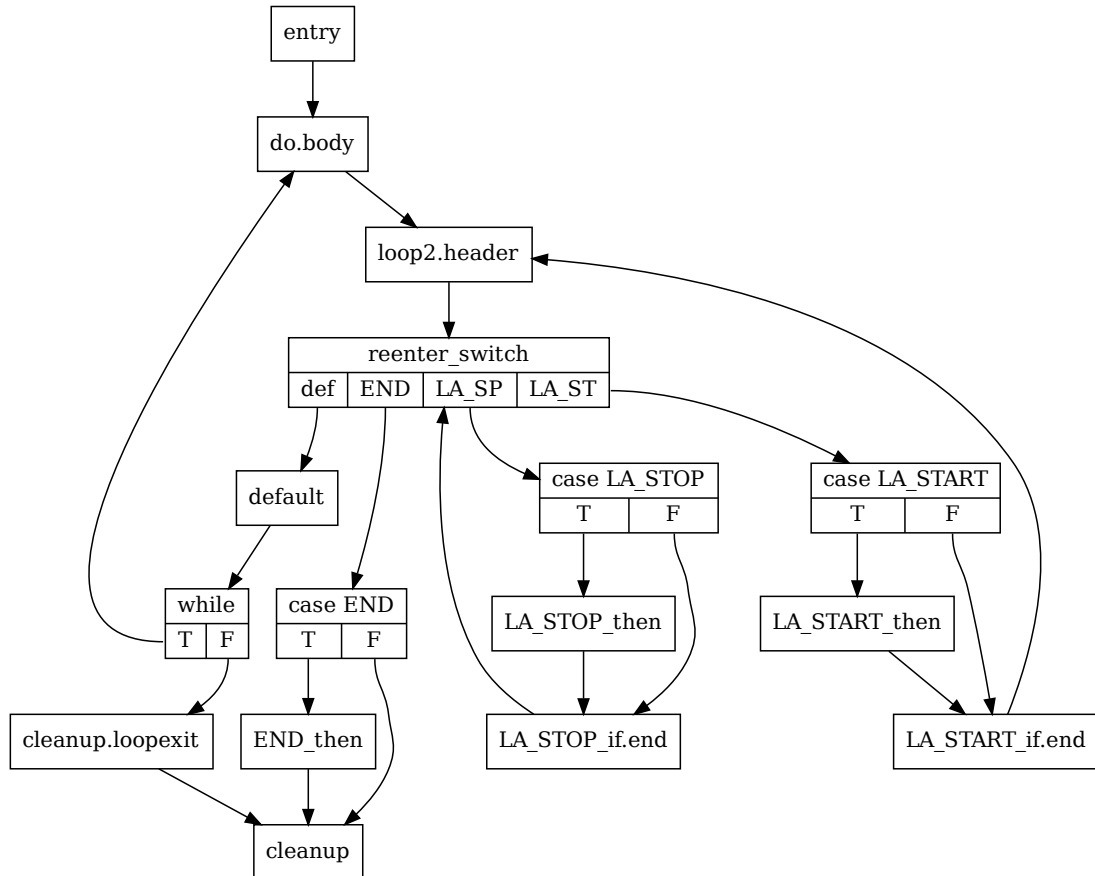 entry
do.body
loop2.header
reenter_switch
def END LA_SP LA_ST
case LA_STOP
T F
case LA_START
T F
default
while
T F
case END
T F
LA_STOP_then
LA_START_then
cleanup.loopexit
END_then
LA_STOP_if.end
LA_START_if.end
cleanup